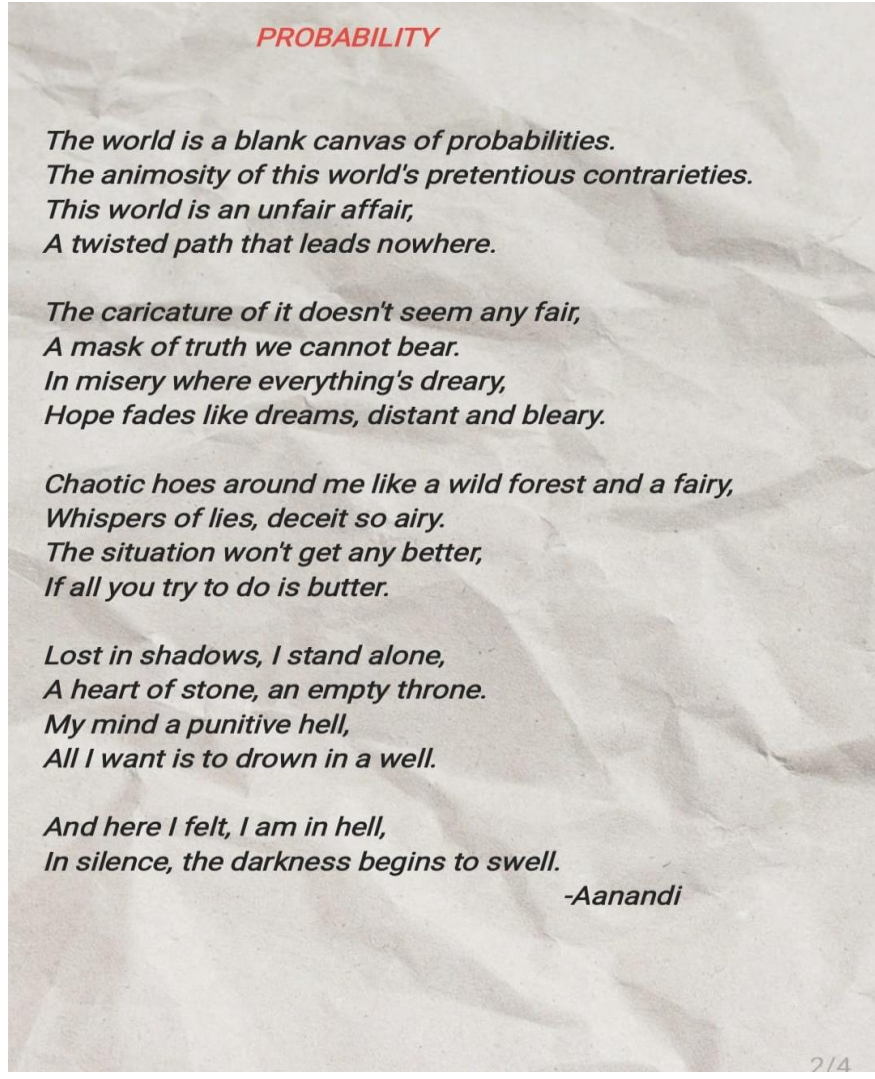 PROBABILITY
The world is a blank canvas of probabilities.
The animosity of this world's pretentious contrarieties.
This world is an unfair affair,
A twisted path that leads nowhere.
The caricature of it doesn't seem any fair,
A mask of truth we cannot bear.
In misery where everything's dreary,
Hope fades like dreams, distant and bleary.
Chaotic hoes around me like a wild forest and a fairy,
Whispers of lies, deceit so airy.
The situation won't get any better,
If all you try to do is butter.
Lost in shadows, I stand alone,
A heart of stone, an empty throne.
My mind a punitive hell,
All I want is to drown in a well.
And here I felt, I am in hell,
In silence, the darkness begins to swell.
-Aanandi
2/4